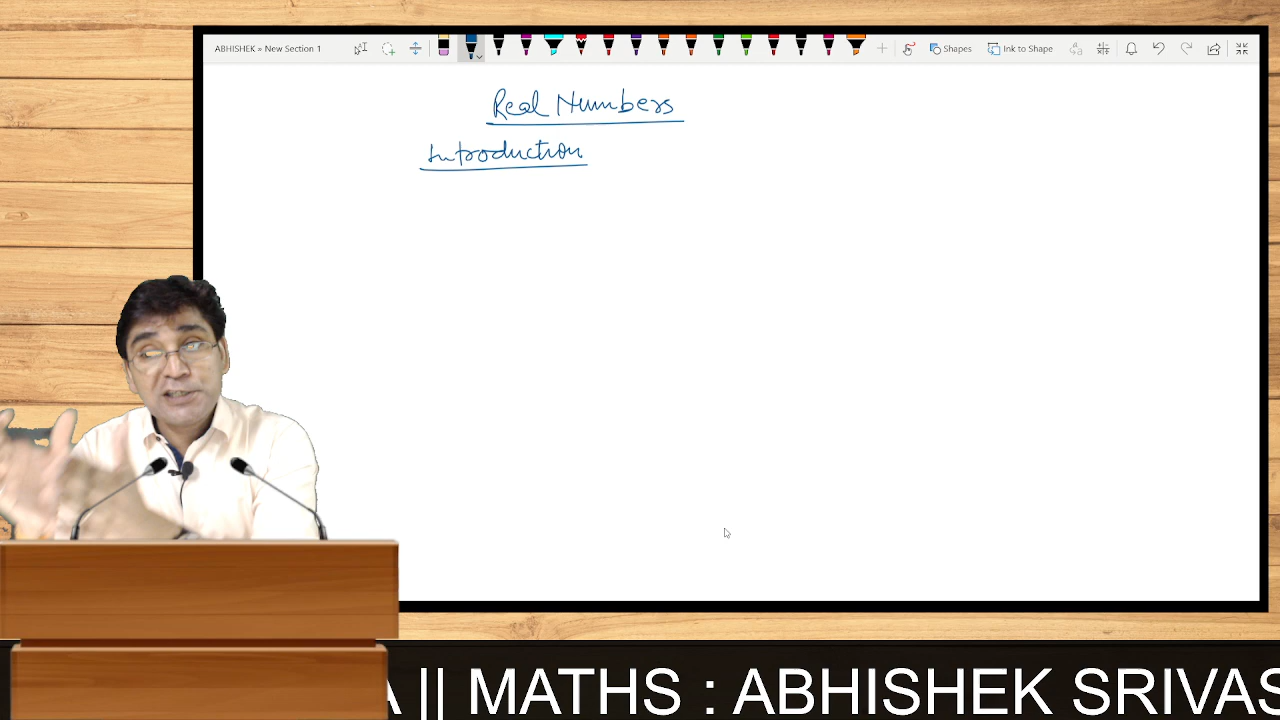 ABHISHEK » New Section 1
Shapes
Ink to Shape
Real Numbers
Introduction
A || MATHS : ABHISHEK SRIVAS